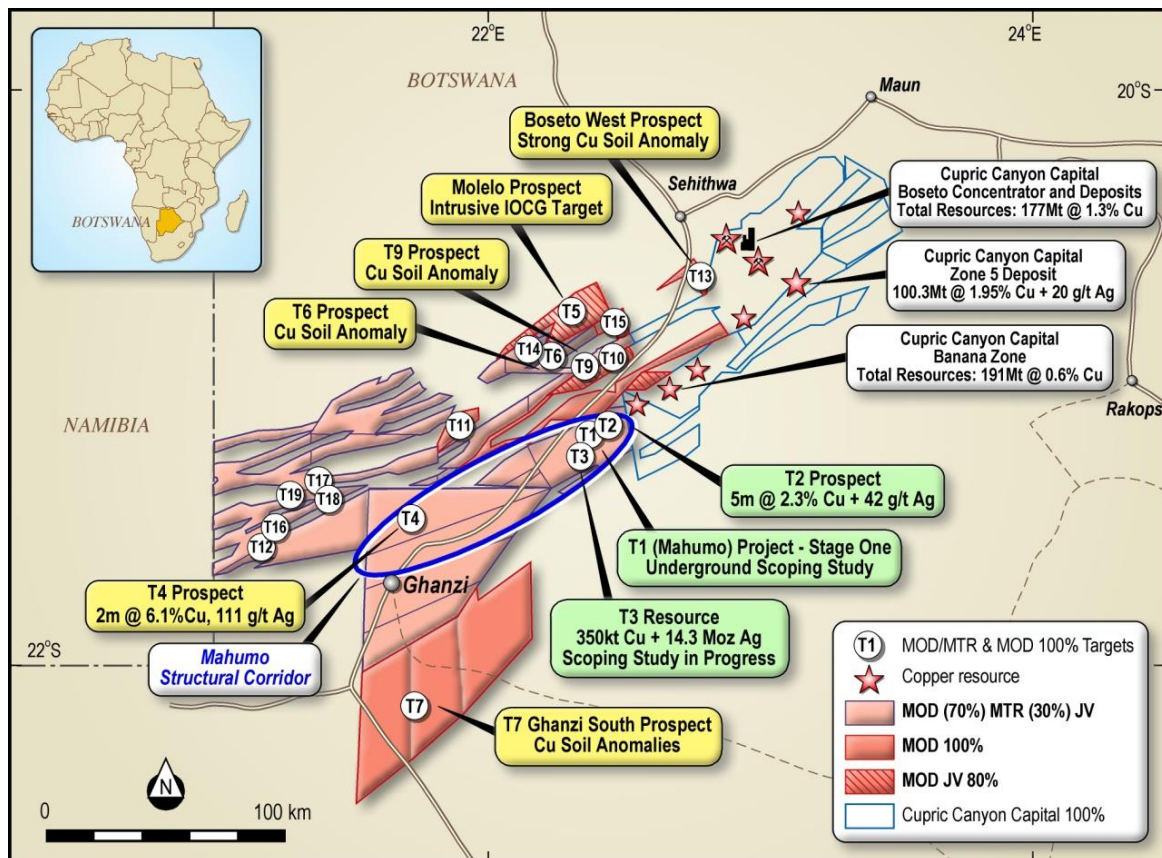 22°E
24°E
BOTSWANA
Maun
20°S
Boseto West Prospect
Strong Cu Soil Anomaly
Sehithwa
Cupric Canyon Capital
Boseto Concentrator and Deposits
Total Resources: 177Mt @ 1.3% Cu
Molelo Prospect
Intrusive IOCG Target
BOTSWANA
T9 Prospect
Cu Soil Anomaly
T13
Cupric Canyon Capital
Zone 5 Deposit
100.3Mt @ 1.95% Cu + 20 g/t Ag
T6 Prospect
Cu Soil Anomaly
T5
T15
T14
T6
T9
T10
Cupric Canyon Capital
Banana Zone
Total Resources: 191Mt @ 0.6% Cu
Rakops
NAMIBIA
T11
T2
T1
T3
T17
T19
T18
T2 Prospect
5m @ 2.3% Cu + 42 g/t Ag
T4
T16
T12
T1 (Mahumo) Project - Stage One
Underground Scoping Study
Ghanzi
T4 Prospect
2m @ 6.1%Cu, 111 g/t Ag
T3 Resource
350kt Cu + 14.3 Moz Ag
Scoping Study in Progress
22°S
Mahumo
Structural Corridor
T7
T7 Ghanzi South Prospect
Cu Soil Anomalies
T1 MOD/MTR & MOD 100% Targets
Copper resource
MOD (70%) MTR (30%) JV
MOD 100%
MOD JV 80%
Cupric Canyon Capital 100%
N
0 100 km